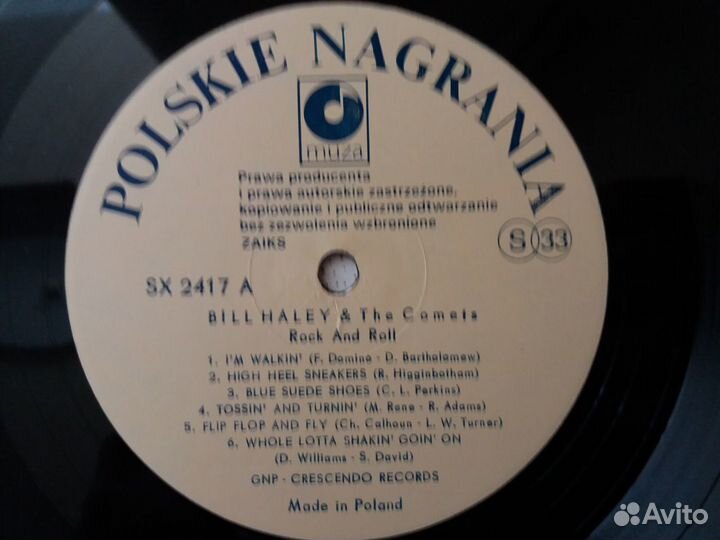 POLSKIE NAGRANIA
muza
Prawa producenta
i prawa autorskie zastrzeżone,
kopiowanie i publiczne odtwarzanie
bez zezwolenia wzbronione
ZAIKS
S 33
SX 2417 A
BILL HALEY & The Comets
Rock And Roll
1. I'M WALKIN' (F. Domino - D. Bartholomew)
2. HIGH HEEL SNEAKERS (R. Higginbotham)
3. BLUE SUEDE SHOES (C. L. Perkins)
4. TOSSIN' AND TURNIN' (M. Rene - R. Adams)
5. FLIP FLOP AND FLY (Ch. Calhoun - L. W. Turner)
6. WHOLE LOTTA SHAKIN' GOIN' ON
(D. Williams - S. David)
GNP - CRESCENDO RECORDS
Made in Poland
Avito